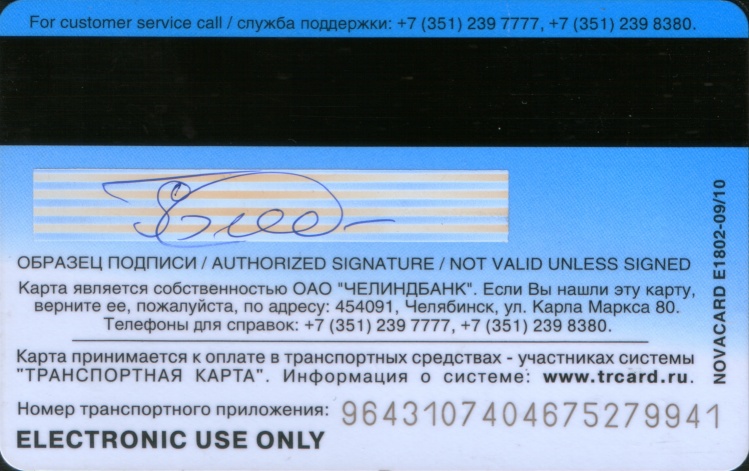 For customer service call / служба поддержки: +7 (351) 239 7777, +7 (351) 239 8380.
ОБРАЗЕЦ ПОДПИСИ / AUTHORIZED SIGNATURE / NOT VALID UNLESS SIGNED
Карта является собственностью ОАО "ЧЕЛИНДБАНК". Если Вы нашли эту карту,
верните ее, пожалуйста, по адресу: 454091, Челябинск, ул. Карла Маркса 80.
Телефоны для справок: +7 (351) 239 7777, +7 (351) 239 8380.
Карта принимается к оплате в транспортных средствах - участниках системы
"ТРАНСПОРТНАЯ КАРТА". Информация о системе: www.trcard.ru.
Номер транспортного приложения: 9643107404675279941
ELECTRONIC USE ONLY
NOVACARD E1802-09/10